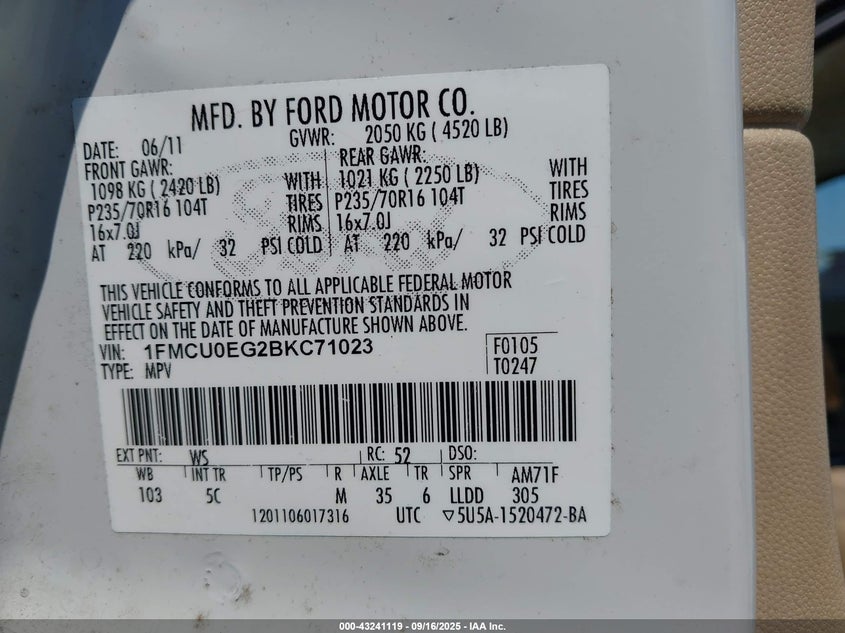 MFD. BY FORD MOTOR CO.
DATE: 06/11 GVWR: 2050 KG ( 4520 LB)
FRONT GAWR: REAR GAWR:
1098 KG ( 2420 LB) WITH 1021 KG ( 2250 LB) WITH
P235/70R16 104T TIRES P235/70R16 104T TIRES
16x7.0J RIMS 16x7.0J RIMS
AT 220 kPa/ 32 PSI COLD AT 220 kPa/ 32 PSI COLD
THIS VEHICLE CONFORMS TO ALL APPLICABLE FEDERAL MOTOR
VEHICLE SAFETY AND THEFT PREVENTION STANDARDS IN
EFFECT ON THE DATE OF MANUFACTURE SHOWN ABOVE.
VIN: 1FMCU0EG2BKC71023 F0105
TYPE: MPV T0247
EXT PNT: WS RC: 52 DSO:
WB INT TR TP/PS R AXLE TR SPR AM71F
103 5C M 35 6 LLDD 305
1201106017316 UTC ▽5U5A-1520472-BA
000-43241119 - 09/16/2025 - IAA Inc.